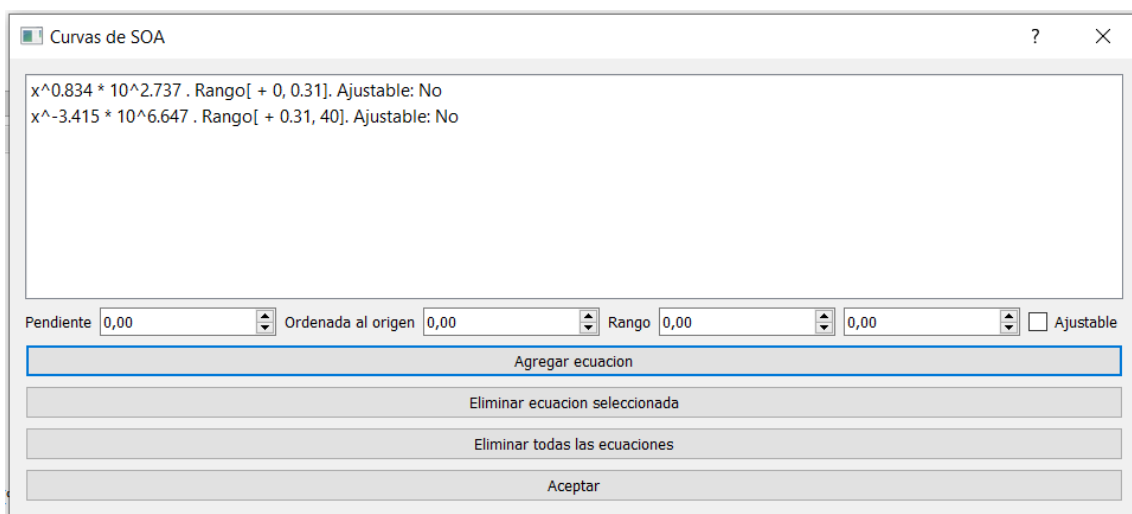 Curvas de SOA ?
x^0.834 * 10^2.737 . Rango[ + 0, 0.31]. Ajustable: No
x^-3.415 * 10^6.647 . Rango[ + 0.31, 40]. Ajustable: No
Pendiente 0,00 Ordenada al origen 0,00 Rango 0,00 0,00 Ajustable
Agregar ecuacion
Eliminar ecuacion seleccionada
Eliminar todas las ecuaciones
Aceptar